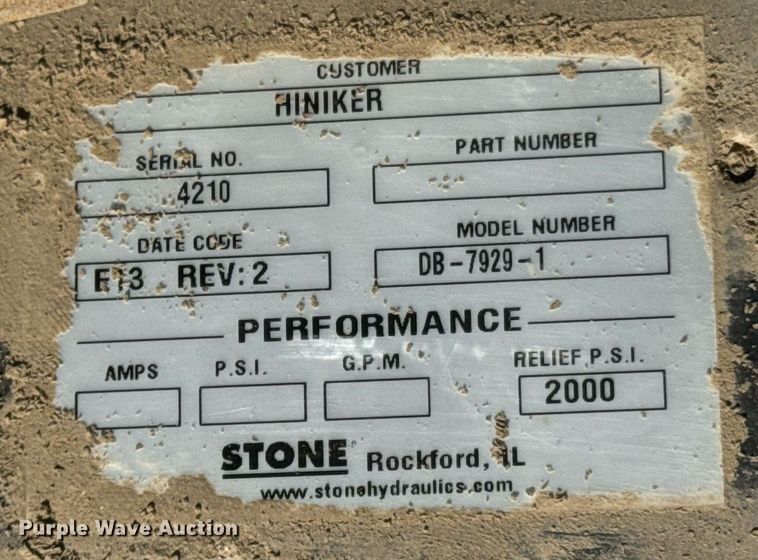 CUSTOMER
HINIKER
SERIAL NO.
PART NUMBER
4210
DATE CODE
MODEL NUMBER
E13 REV: 2
DB-7929-1
PERFORMANCE
AMPS P.S.I. G.P.M. RELIEF P.S.I.
2000
STONE Rockford, IL
www.stonehydraulics.com
Purple Wave Auction